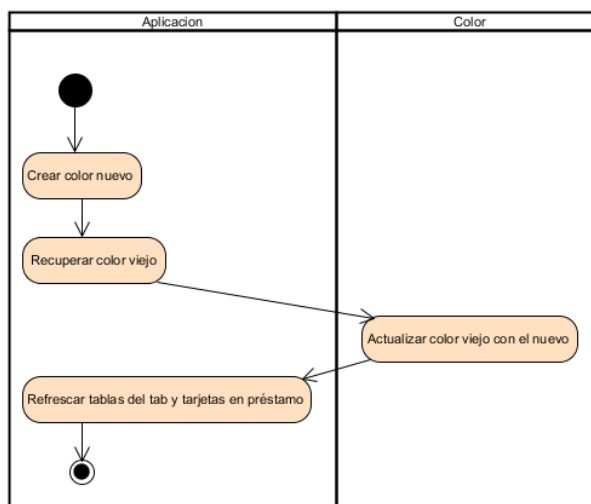 Aplicacion
Color
Crear color nuevo
Recuperar color viejo
Actualizar color viejo con el nuevo
Refrescar tablas del tab y tarjetas en préstamo